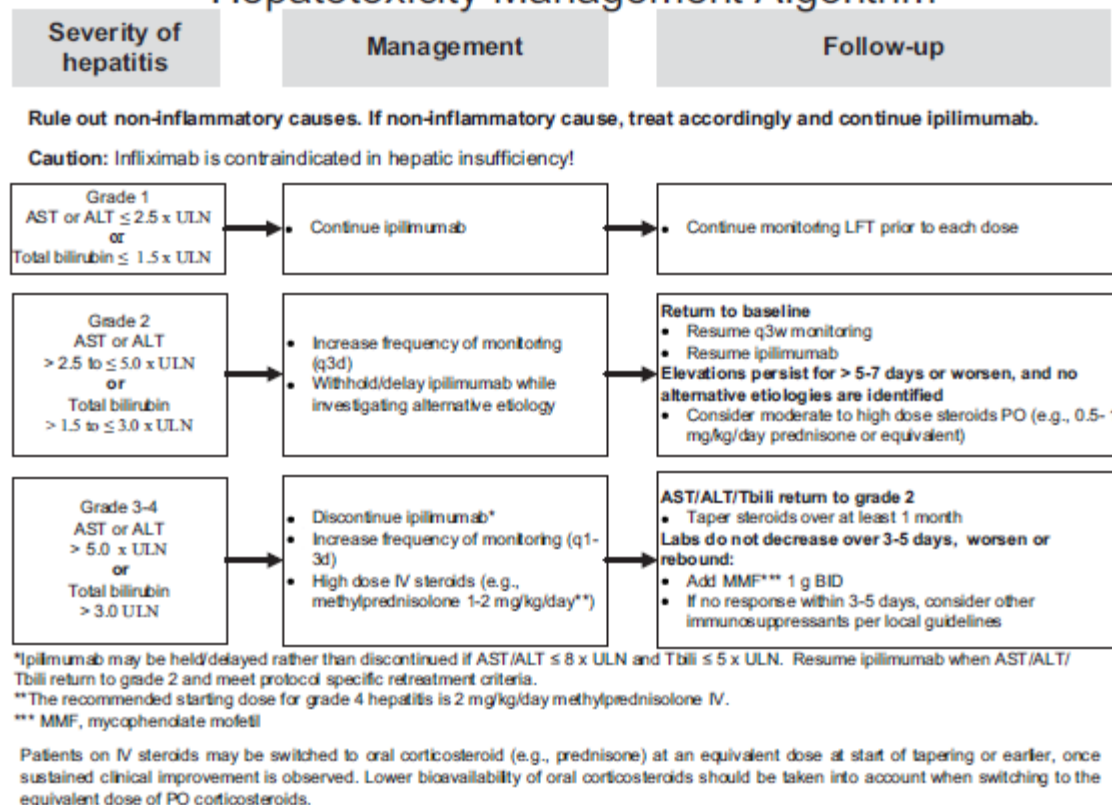 Hepatotoxicity Management Algorithm
Severity of
hepatitis
Management
Follow-up
Rule out non-inflammatory causes. If non-inflammatory cause, treat accordingly and continue ipilimumab.
Caution: Infliximab is contraindicated in hepatic insufficiency!
Grade 1
AST or ALT ≤ 2.5 x ULN
or
Total bilirubin ≤ 1.5 x ULN
• Continue ipilimumab
• Continue monitoring LFT prior to each dose
Grade 2
AST or ALT
> 2.5 to ≤ 5.0 x ULN
or
Total bilirubin
> 1.5 to ≤ 3.0 x ULN
• Increase frequency of monitoring
(q3d)
• Withhold/delay ipilimumab while
investigating alternative etiology
Return to baseline
• Resume q3w monitoring
• Resume ipilimumab
Elevations persist for > 5-7 days or worsen, and no
alternative etiologies are identified
• Consider moderate to high dose steroids PO (e.g., 0.5-
mg/kg/day prednisone or equivalent)
Grade 3-4
AST or ALT
> 5.0 x ULN
or
Total bilirubin
> 3.0 ULN
• Discontinue ipilimumab*
• Increase frequency of monitoring (q1-
3d)
• High dose IV steroids (e.g.,
methylprednisolone 1-2 mg/kg/day**)
AST/ALT/Tbili return to grade 2
• Taper steroids over at least 1 month
Labs do not decrease over 3-5 days, worsen or
rebound:
• Add MMF*** 1 g BID
• If no response within 3-5 days, consider other
immunosuppressants per local guidelines
*Ipilimumab may be held/delayed rather than discontinued if AST/ALT ≤ 8 x ULN and Tbili ≤ 5 x ULN. Resume ipilimumab when AST/ALT/
Tbili return to grade 2 and meet protocol specific retreatment criteria.
**The recommended starting dose for grade 4 hepatitis is 2 mg/kg/day methylprednisolone IV.
*** MMF, mycophenolate mofetil
Patients on IV steroids may be switched to oral corticosteroid (e.g., prednisone) at an equivalent dose at start of tapering or earlier, once
sustained clinical improvement is observed. Lower bioavailability of oral corticosteroids should be taken into account when switching to the
equivalent dose of PO corticosteroids.